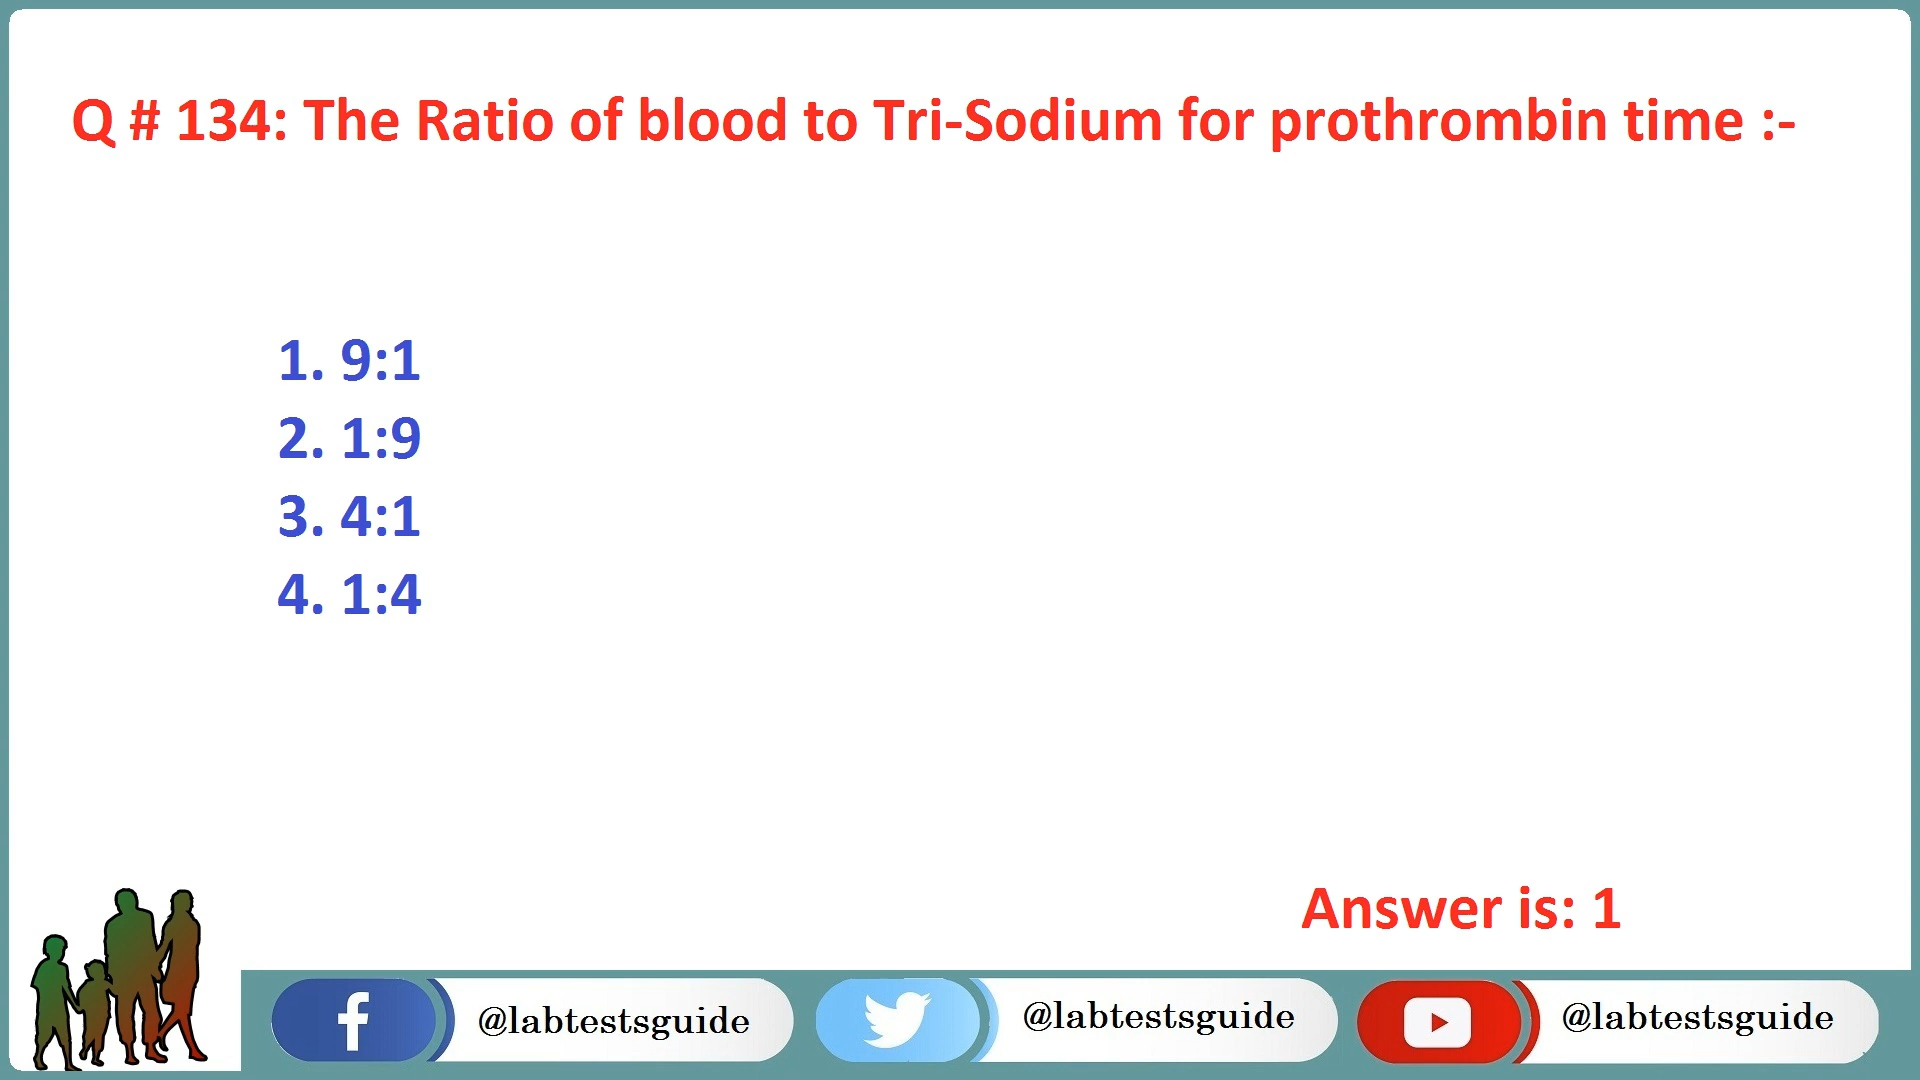 Q # 134: The Ratio of blood to Tri-Sodium for prothrombin time :-
1. 9:1
2. 1:9
3. 4:1
4. 1:4
Answer is: 1
@labtestsguide
@labtestsguide
@labtestsguide